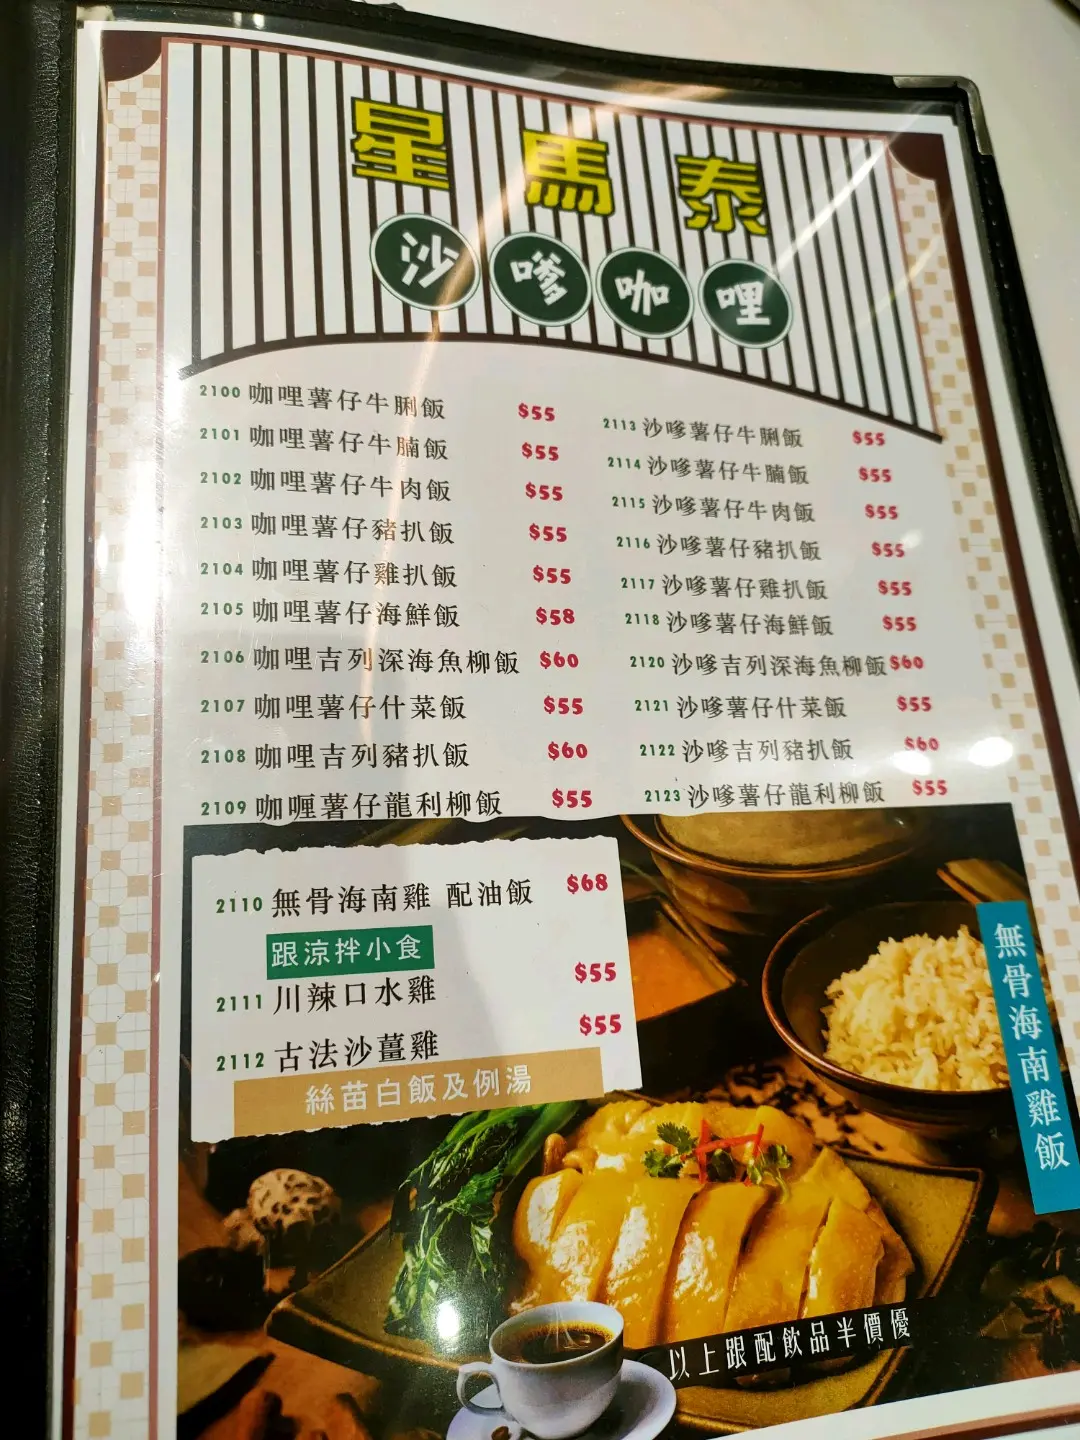 星馬泰
沙嗲咖哩
2100 咖哩薯仔牛脷飯 $55
2101 咖哩薯仔牛腩飯 $55
2102 咖哩薯仔牛肉飯 $55
2103 咖哩薯仔豬扒飯 $55
2104 咖哩薯仔雞扒飯 $55
2105 咖哩薯仔海鮮飯 $58
2106 咖哩吉列深海魚柳飯 $60
2107 咖哩薯仔什菜飯 $55
2108 咖哩吉列豬扒飯 $60
2109 咖喱薯仔龍利柳飯 $55
2113 沙嗲薯仔牛脷飯 $55
2114 沙嗲薯仔牛腩飯 $55
2115 沙嗲薯仔牛肉飯 $55
2116 沙嗲薯仔豬扒飯 $55
2117 沙嗲薯仔雞扒飯 $55
2118 沙嗲薯仔海鮮飯 $55
2120 沙嗲吉列深海魚柳飯 $60
2121 沙嗲薯仔什菜飯 $55
2122 沙嗲吉列豬扒飯 $60
2123 沙嗲薯仔龍利柳飯 $55
2110 無骨海南雞 配油飯 $68
跟涼拌小食
2111 川辣口水雞 $55
2112 古法沙薑雞 $55
絲苗白飯及例湯
無骨海南雞飯
以上跟配飲品半價優